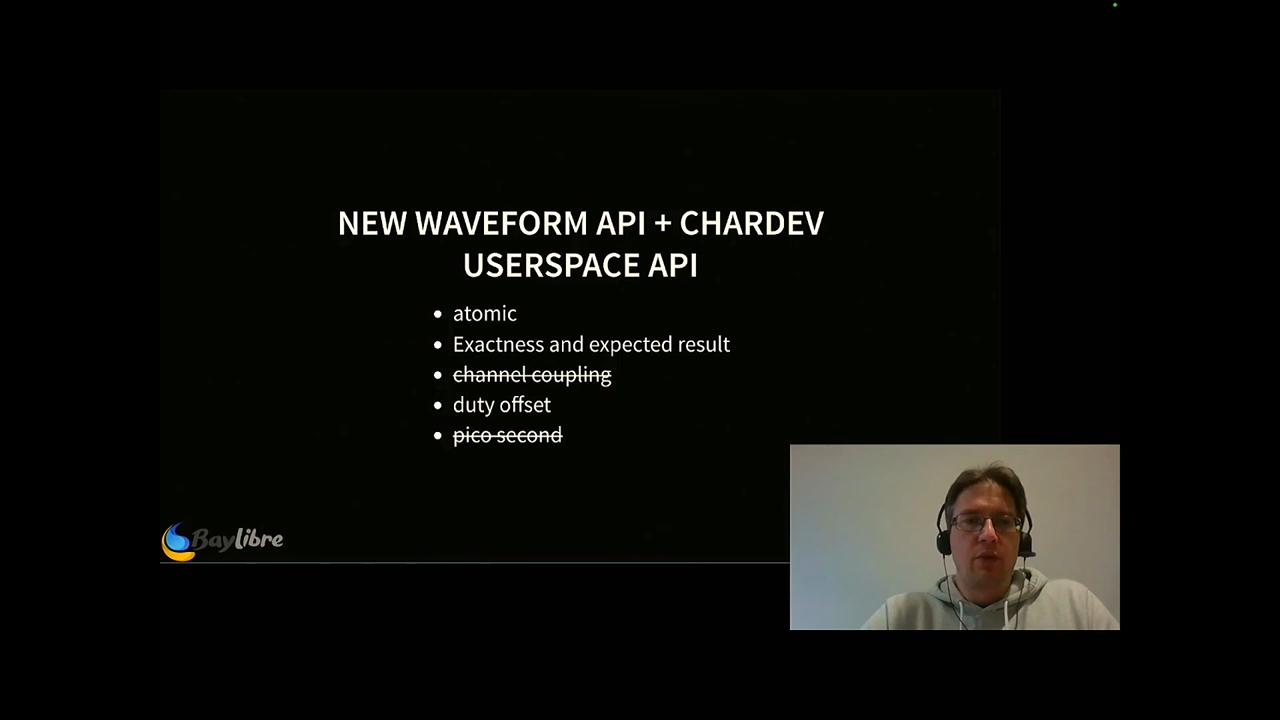 NEW WAVEFORM API + CHARDEV
USERSPACE API
atomic
Exactness and expected result
channel coupling
duty offset
pico second
Baylibre